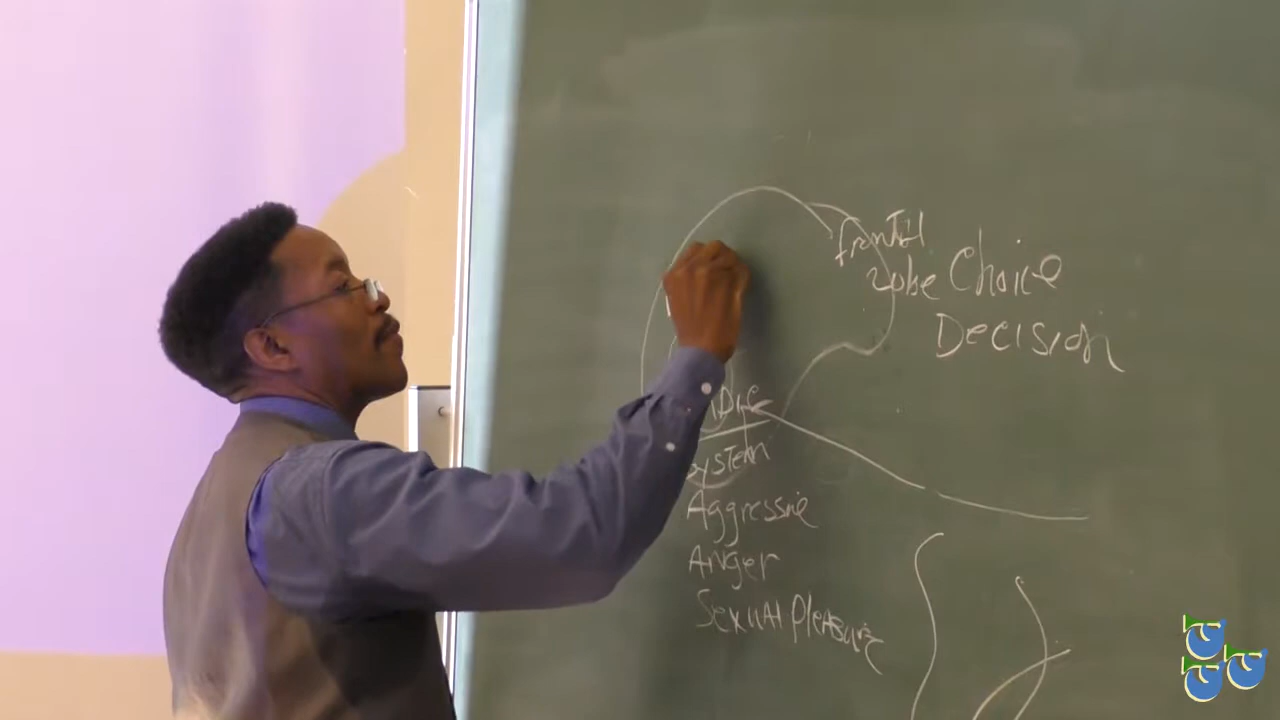 frontal
lobe Choice
Decision
System
Aggressive
Anger
Sexual Pleasure